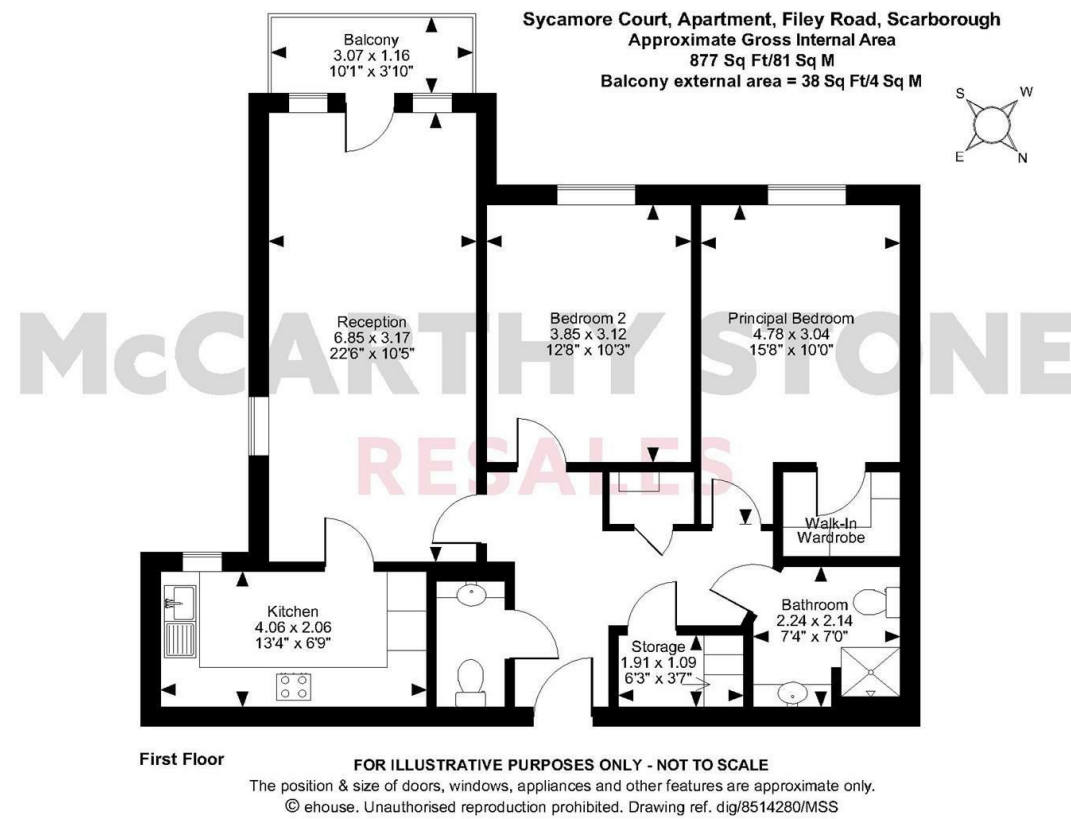 Sycamore Court, Apartment, Filey Road, Scarborough
Approximate Gross Internal Area
877 Sq Ft/81 Sq M
Balcony external area = 38 Sq Ft/4 Sq M
S
W
E
N
Balcony
3.07 x 1.16
10'1" x 3'10"
Reception
6.85 x 3.17
22'6" x 10'5"
Bedroom 2
3.85 x 3.12
12'8" x 10'3"
Principal Bedroom
4.78 x 3.04
15'8" x 10'0"
McCARTHY STONE
RESALES
Walk-In
Wardrobe
Kitchen
4.06 x 2.06
13'4" x 6'9"
Bathroom
2.24 x 2.14
7'4" x 7'0"
Storage
1.91 x 1.09
6'3" x 3'7"
First Floor
FOR ILLUSTRATIVE PURPOSES ONLY - NOT TO SCALE
The position & size of doors, windows, appliances and other features are approximate only.
© ehouse. Unauthorised reproduction prohibited. Drawing ref. dig/8514280/MSS